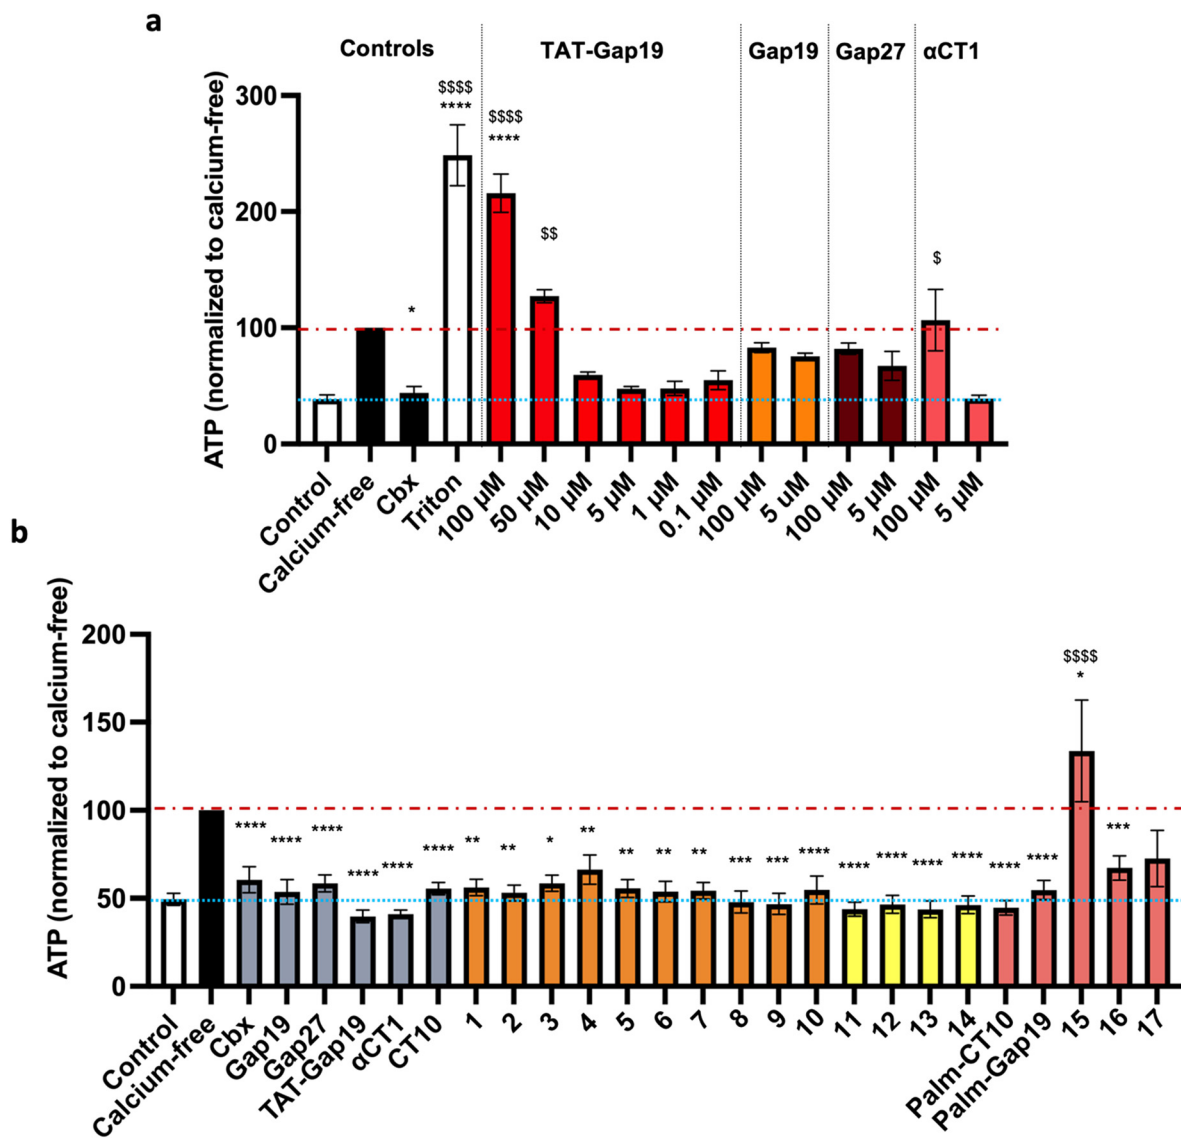 a
Controls TAT-Gap19 Gap19 Gap27 αCT1
ATP (normalized to calcium-free)
300
200
100
0
$$$$
****
$$$$
****
$$
*
$
Control Calcium-free Cbx Triton 100 µM 50 µM 10 µM 5 µM 1 µM 0.1 µM 100 µM 5 uM 100 µM 5 µM 100 µM 5 µM
b
ATP (normalized to calcium-free)
200
150
100
50
0
$$$$
*
**** **** **** **** **** **** ** ** * ** ** ** ** *** *** **** **** **** **** **** **** **** ***
Control Calcium-free Cbx Gap19 Gap27 TAT-Gap19 αCT1 CT10 1 2 3 4 5 6 7 8 9 10 11 12 13 14 Palm-CT10 Palm-Gap19 15 16 17